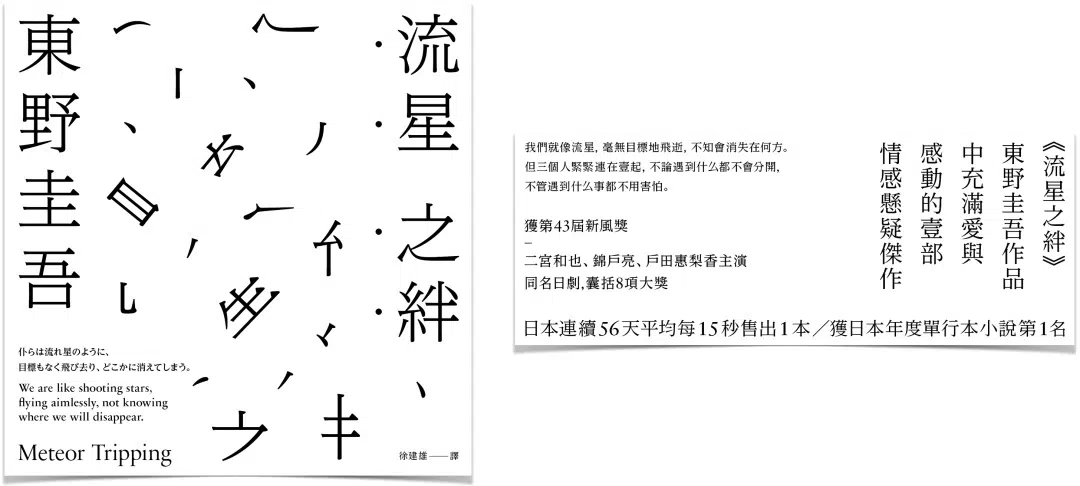 東野圭吾
流星之絆
仆らは流れ星のように、
目標もなく飛び去り、どこかに消えてしまう。
We are like shooting stars,
flying aimlessly, not knowing
where we will disappear.
Meteor Tripping
徐建雄——譯
《流星之絆》
東野圭吾作品
中充滿愛與
感動的壹部
情感懸疑傑作
我們就像流星, 毫無目標地飛逝, 不知會消失在何方。
但三個人緊緊連在壹起, 不論遇到什么都不會分開,
不管遇到什么事都不用害怕。
獲第43屆新風獎
–
二宮和也、錦戶亮、戶田惠梨香主演
同名日劇,囊括8項大獎
日本連續56天平均每15秒售出1本／獲日本年度單行本小說第1名